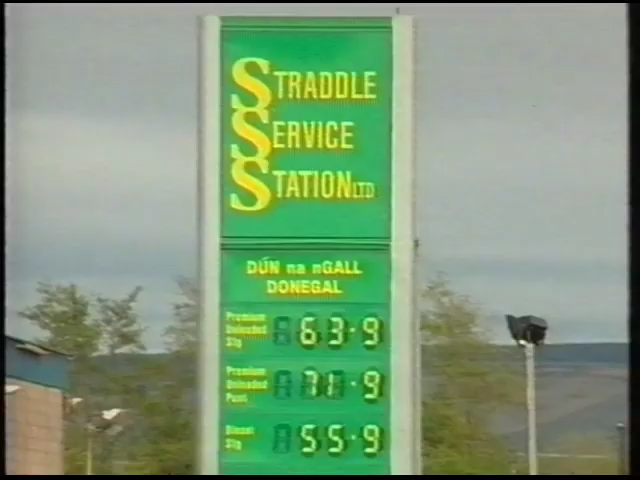 STRADDLE
SERVICE
STATION LTD
DÚN na nGALL
DONEGAL
Premium
Unleaded
Stg
63.9
Premium
Unleaded
Punt
71.9
Diesel
Stg
55.9